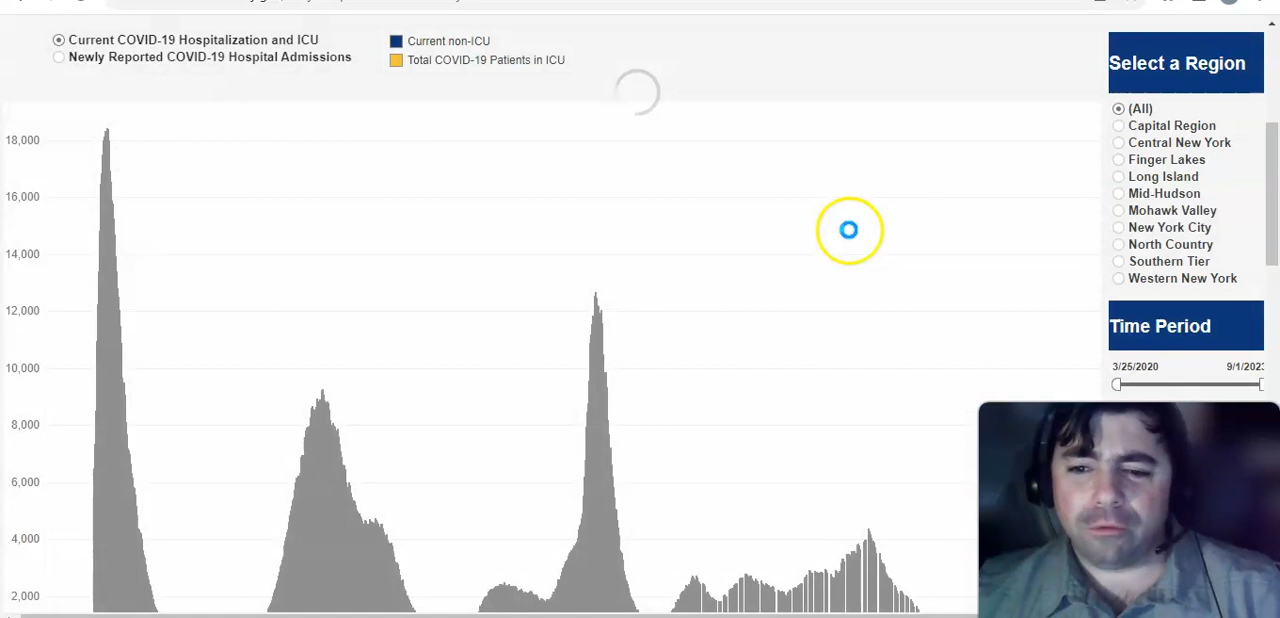 Current COVID-19 Hospitalization and ICU
Newly Reported COVID-19 Hospital Admissions
Current non-ICU
Total COVID-19 Patients in ICU
18,000
16,000
14,000
12,000
10,000
8,000
6,000
4,000
2,000
Select a Region
(All)
Capital Region
Central New York
Finger Lakes
Long Island
Mid-Hudson
Mohawk Valley
New York City
North Country
Southern Tier
Western New York
Time Period
3/25/2020 9/1/2023